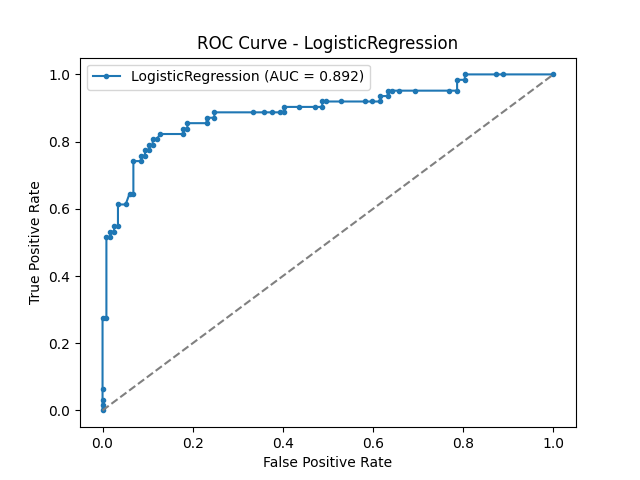 ROC Curve - LogisticRegression
LogisticRegression (AUC = 0.892)
True Positive Rate
1.0
0.8
0.6
0.4
0.2
0.0
0.0 0.2 0.4 0.6 0.8 1.0
False Positive Rate